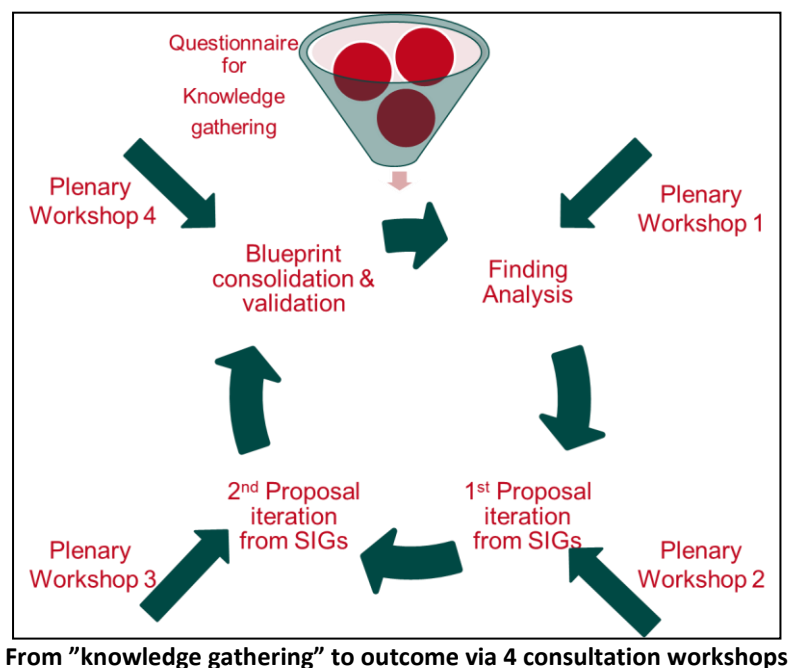 Questionnaire
for
Knowledge
gathering
Plenary
Workshop 4
Plenary
Workshop 1
Blueprint
consolidation &
validation
Finding
Analysis
2nd Proposal
iteration
from SIGs
1st Proposal
iteration
from SIGs
Plenary
Workshop 3
Plenary
Workshop 2
From ”knowledge gathering” to outcome via 4 consultation workshops